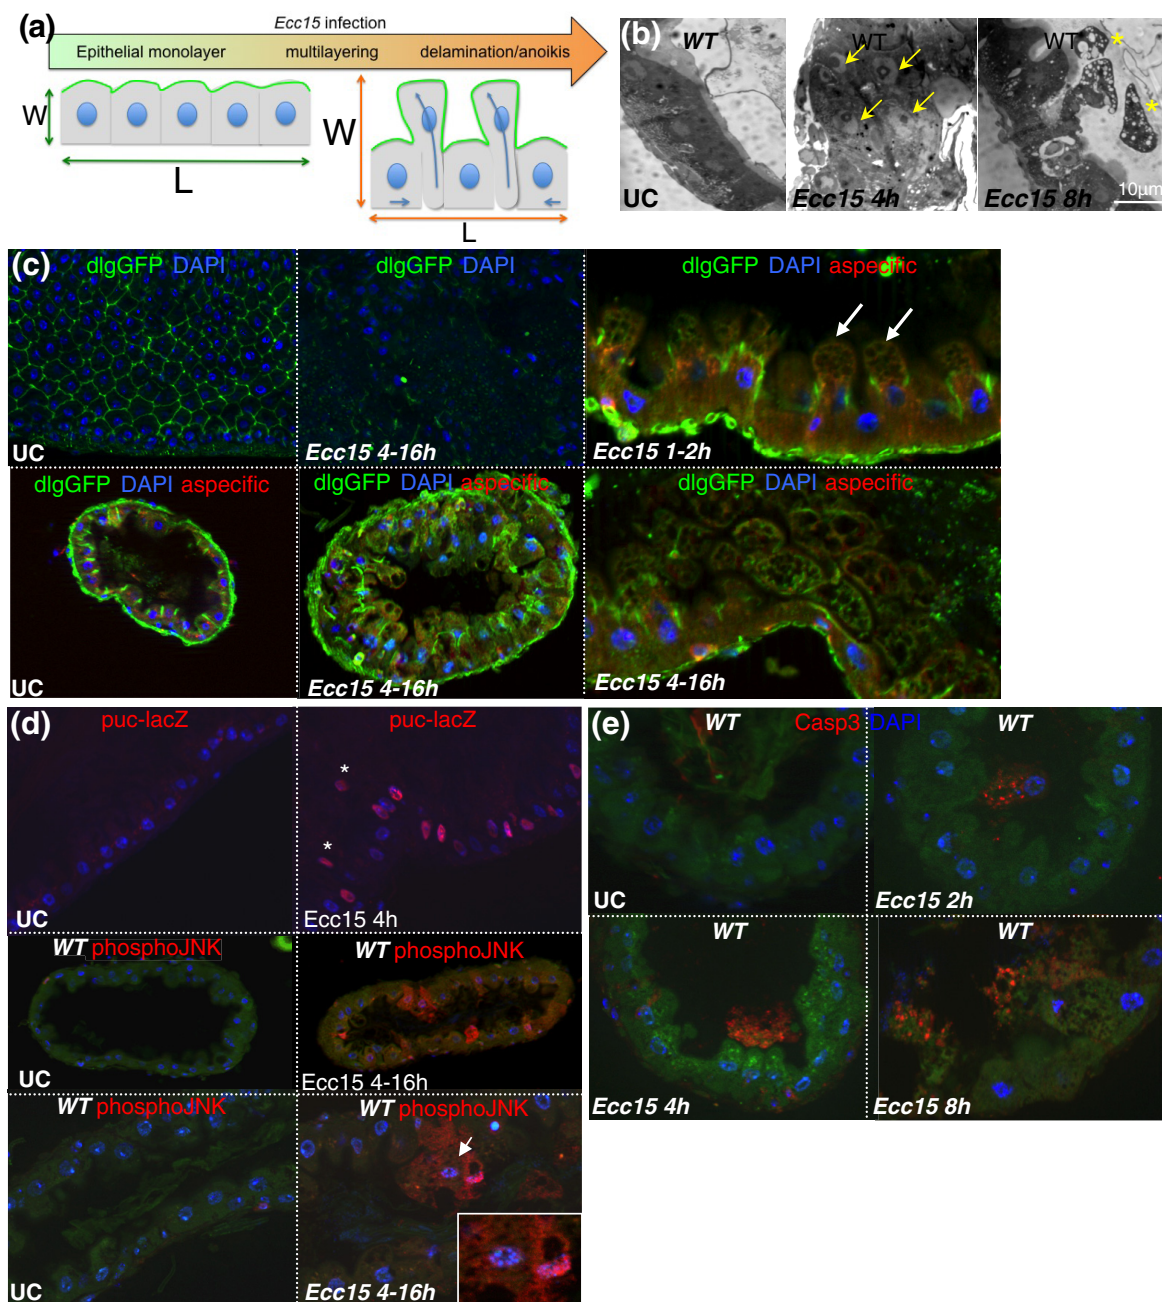 (a)
Ecc15 infection
Epithelial monolayer multilayering delamination/anoikis
W
L
W
L
(b)
WT
UC
WT
Ecc15 4h
WT
*
*
10µm
Ecc15 8h
(c)
dlgGFP DAPI
UC
dlgGFP DAPI
Ecc15 4-16h
dlgGFP DAPI aspecific
Ecc15 1-2h
dlgGFP DAPI aspecific
UC
dlgGFP DAPI aspecific
Ecc15 4-16h
dlgGFP DAPI aspecific
Ecc15 4-16h
(d)
puc-lacZ
UC
puc-lacZ
*
*
Ecc15 4h
WT phosphoJNK
UC
WT phosphoJNK
Ecc15 4-16h
WT phosphoJNK
UC
WT phosphoJNK
Ecc15 4-16h
(e)
WT Casp3 DAPI
UC
WT
Ecc15 2h
WT
Ecc15 4h
WT
Ecc15 8h